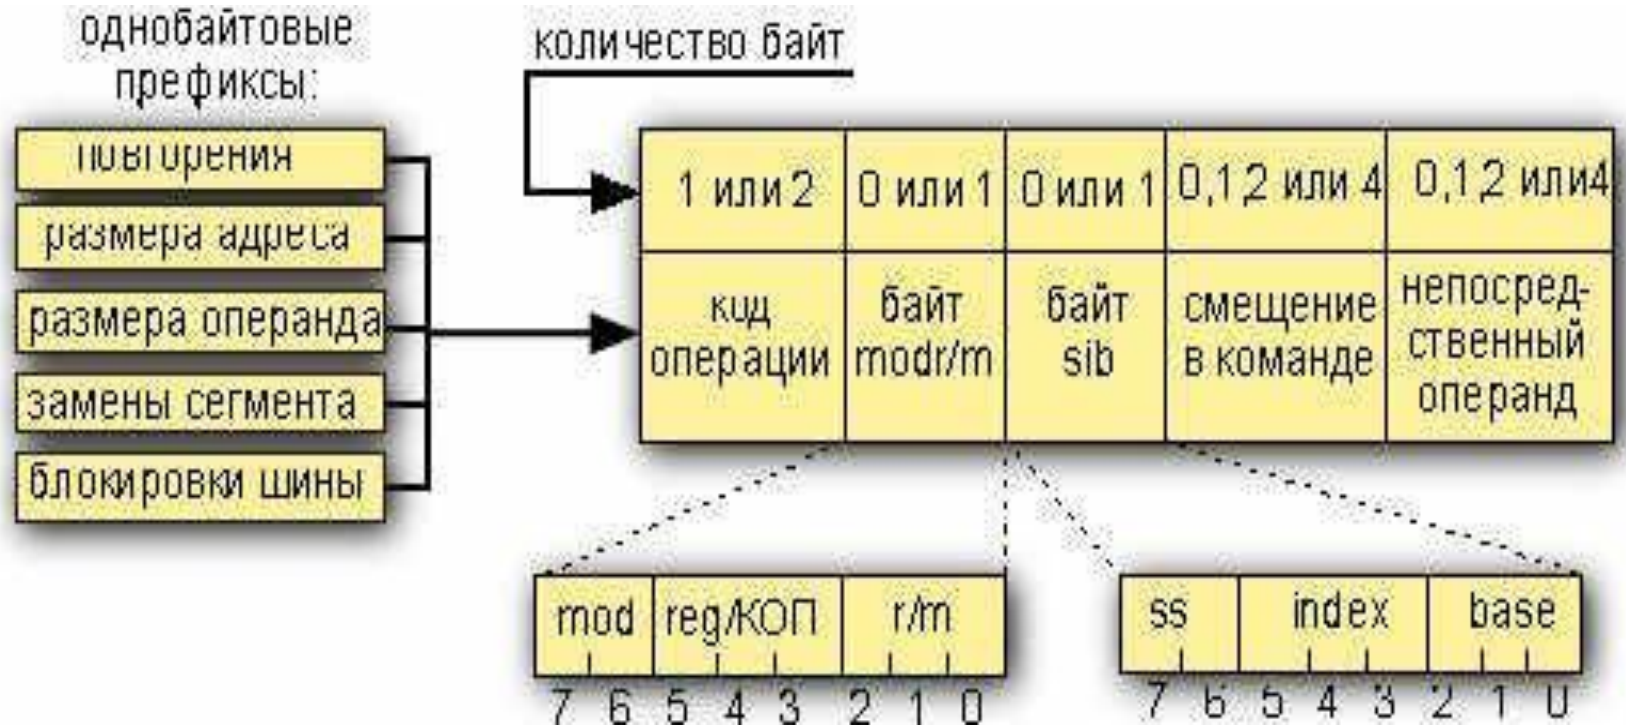 однобайтовые
префиксы:
повторения
размера адреса
размера операнда
замены сегмента
блокировки шины
количество байт
1 или 2
0 или 1
0 или 1
0,1,2 или 4
0,1,2 или4
код
операции
байт
modr/m
байт
sib
смещение
в команде
непосред-
ственный
операнд
mod
reg/КОП
r/m
7 6 5 4 3 2 1 0
ss
index
base
7 6 5 4 3 2 1 0